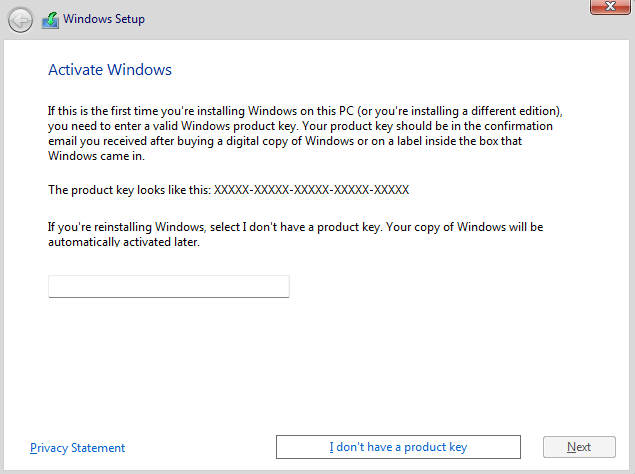 Windows Setup
Activate Windows
If this is the first time you're installing Windows on this PC (or you're installing a different edition),
you need to enter a valid Windows product key. Your product key should be in the confirmation
email you received after buying a digital copy of Windows or on a label inside the box that
Windows came in.
The product key looks like this: XXXXX-XXXXX-XXXXX-XXXXX-XXXXX
If you're reinstalling Windows, select I don't have a product key. Your copy of Windows will be
automatically activated later.
Privacy Statement
I don't have a product key
Next